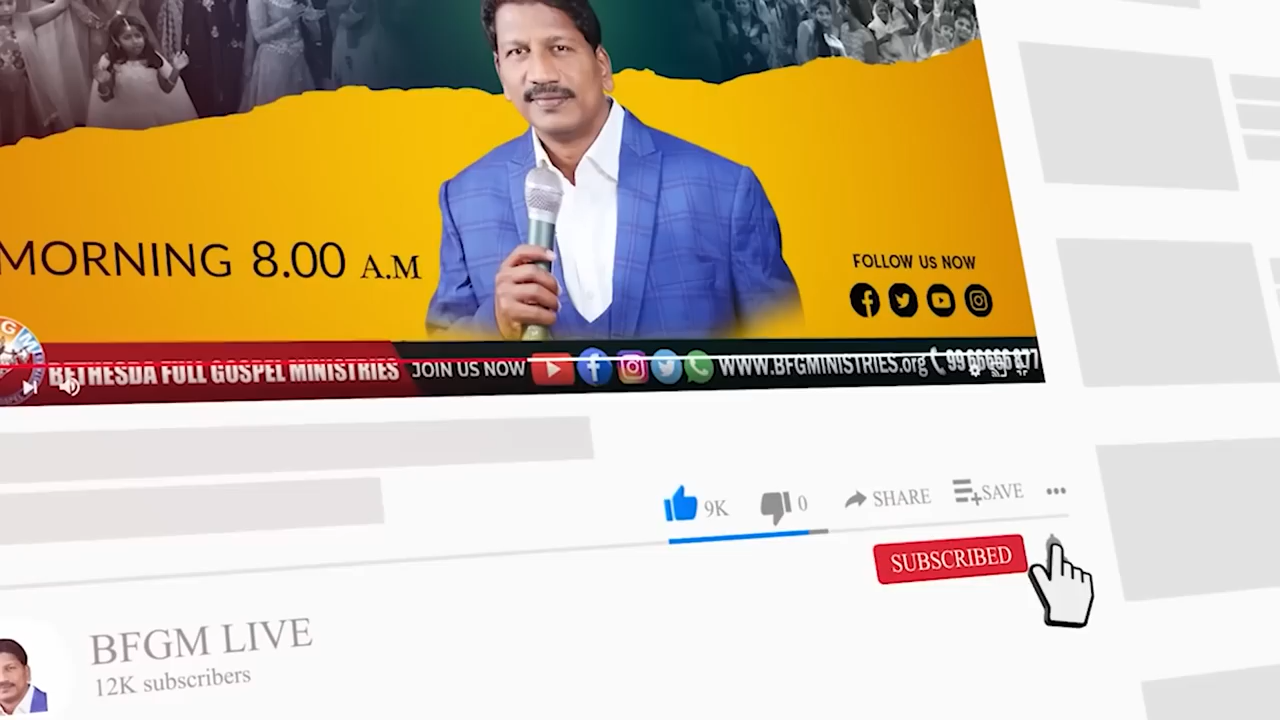 MORNING 8.00 A.M
FOLLOW US NOW
BETHESDA FULL GOSPEL MINISTRIES JOIN US NOW WWW.BFGMINISTRIES.org
9K 0 SHARE SAVE
SUBSCRIBED
BFGM LIVE
12K subscribers